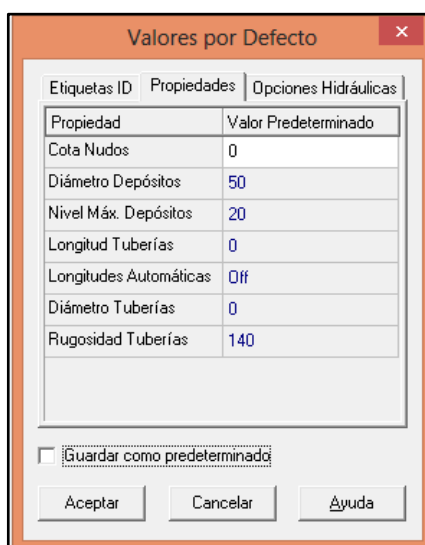 Valores por Defecto
×
Etiquetas ID Propiedades Opciones Hidráulicas
Propiedad Valor Predeterminado
Cota Nudos 0
Diámetro Depósitos 50
Nivel Máx. Depósitos 20
Longitud Tuberías 0
Longitudes Automáticas Off
Diámetro Tuberías 0
Rugosidad Tuberías 140
Guardar como predeterminado
Aceptar Cancelar Ayuda